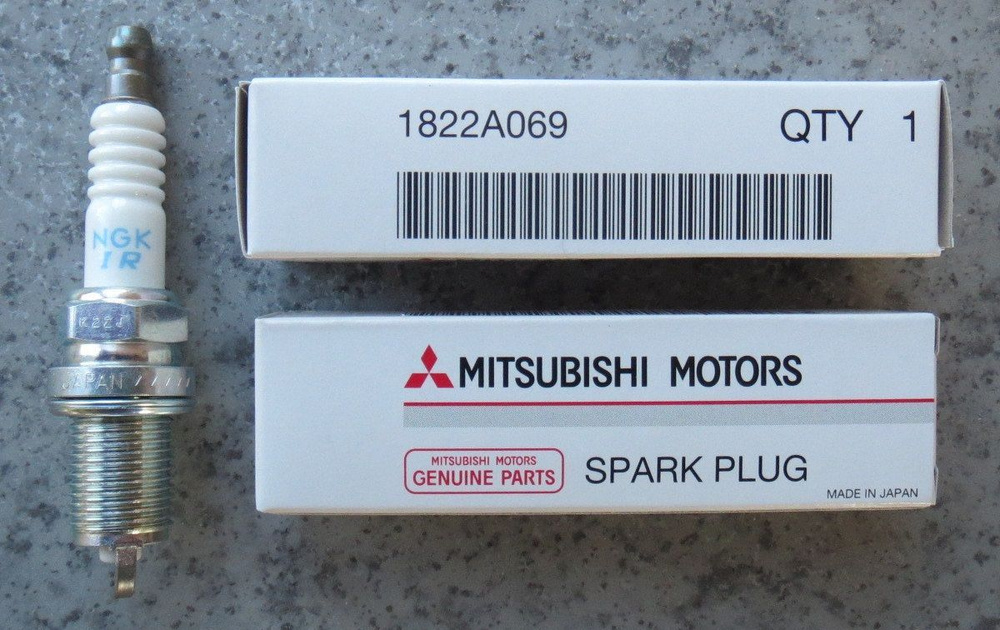 NGK
IR
JAPAN
1822A069 QTY 1
MITSUBISHI MOTORS
MITSUBISHI MOTORS
GENUINE PARTS
SPARK PLUG
MADE IN JAPAN